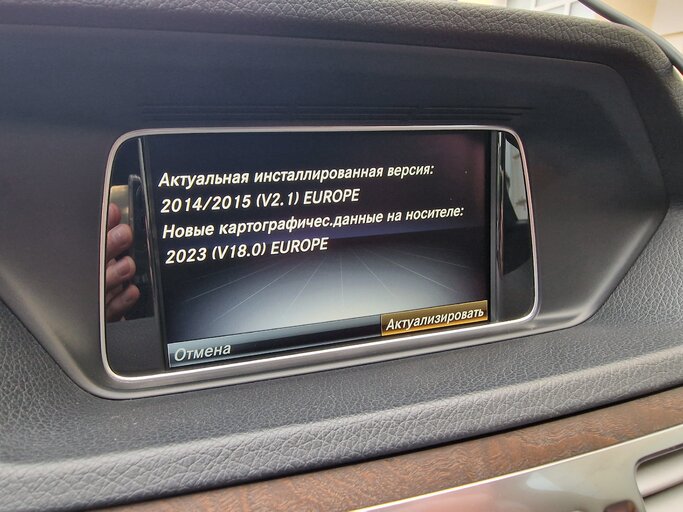 Актуальная инсталлированная версия:
2014/2015 (V2.1) EUROPE
Новые картографичес.данные на носителе:
2023 (V18.0) EUROPE
Отмена
Актуализировать